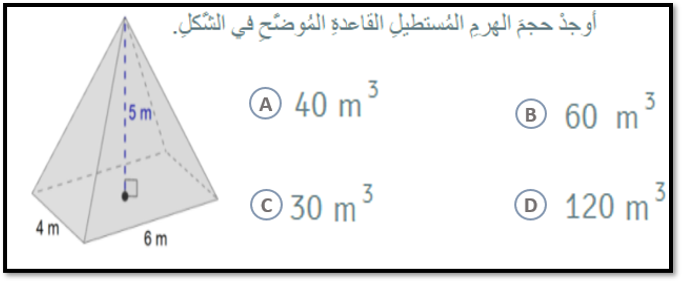 أوجدْ حجمَ الهرمِ المُستطيلِ القاعدةِ المُوضَّحِ في الشَّكلِ.
A 40 m³
B 60 m³
5 m
C 30 m³
D 120 m³
4 m
6 m